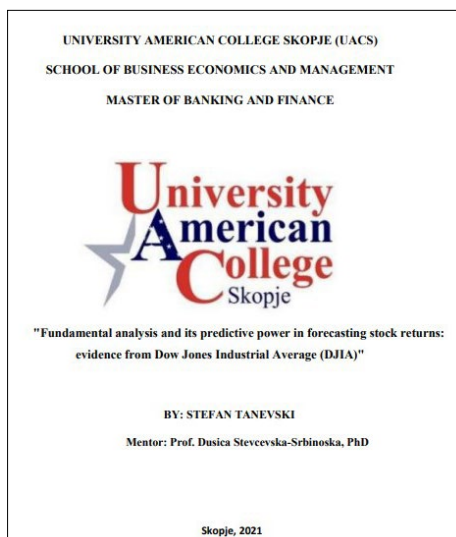 UNIVERSITY AMERICAN COLLEGE SKOPJE (UACS)
SCHOOL OF BUSINESS ECONOMICS AND MANAGEMENT
MASTER OF BANKING AND FINANCE
University
American
College
Skopje
"Fundamental analysis and its predictive power in forecasting stock returns:
evidence from Dow Jones Industrial Average (DJIA)"
BY: STEFAN TANEVSKI
Mentor: Prof. Dusica Stevcevska-Srbinoska, PhD
Skopje, 2021